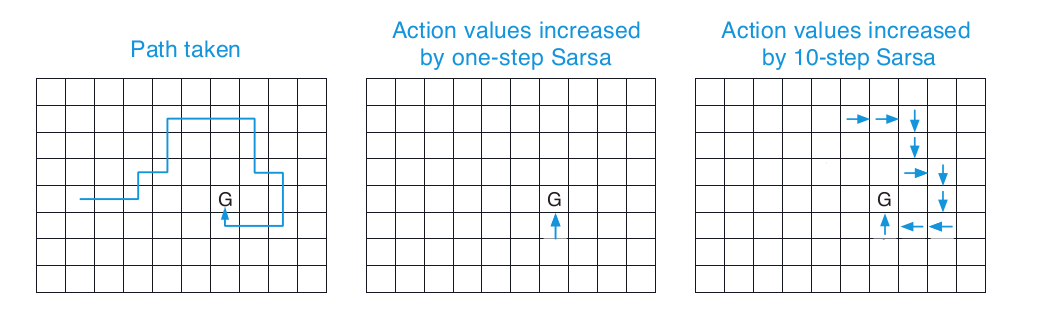 Path taken
Action values increased
by one-step Sarsa
Action values increased
by 10-step Sarsa
G
G
G